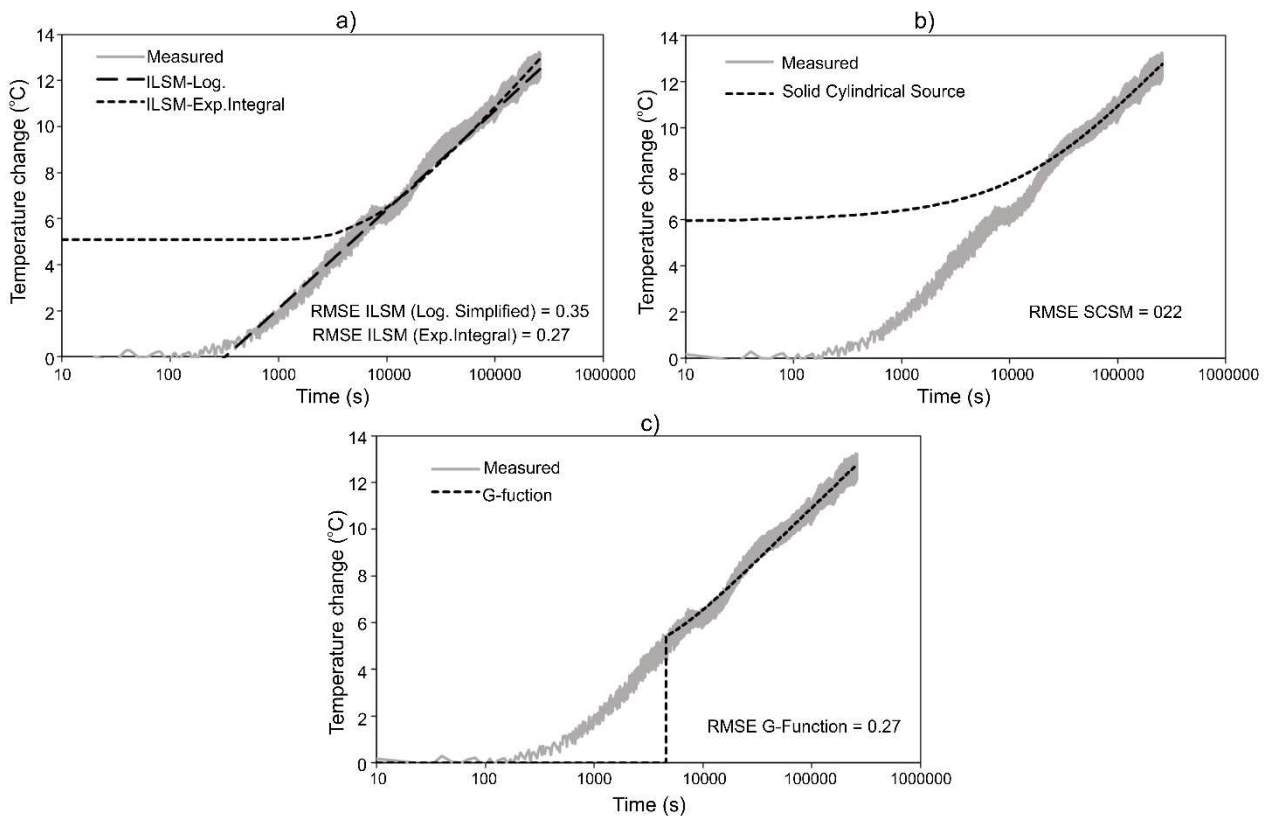 a)
14
12
10
8
6
4
2
0
Temperature change (°C)
Measured
ILSM-Log.
ILSM-Exp.Integral
RMSE ILSM (Log. Simplified) = 0.35
RMSE ILSM (Exp.Integral) = 0.27
10 100 1000 10000 100000 1000000
Time (s)
b)
14
12
10
8
6
4
2
0
Temperature change (°C)
Measured
Solid Cylindrical Source
RMSE SCSM = 022
10 100 1000 10000 100000 1000000
Time (s)
c)
14
12
10
8
6
4
2
0
Temperature change (°C)
Measured
G-fuction
RMSE G-Function = 0.27
10 100 1000 10000 100000 1000000
Time (s)